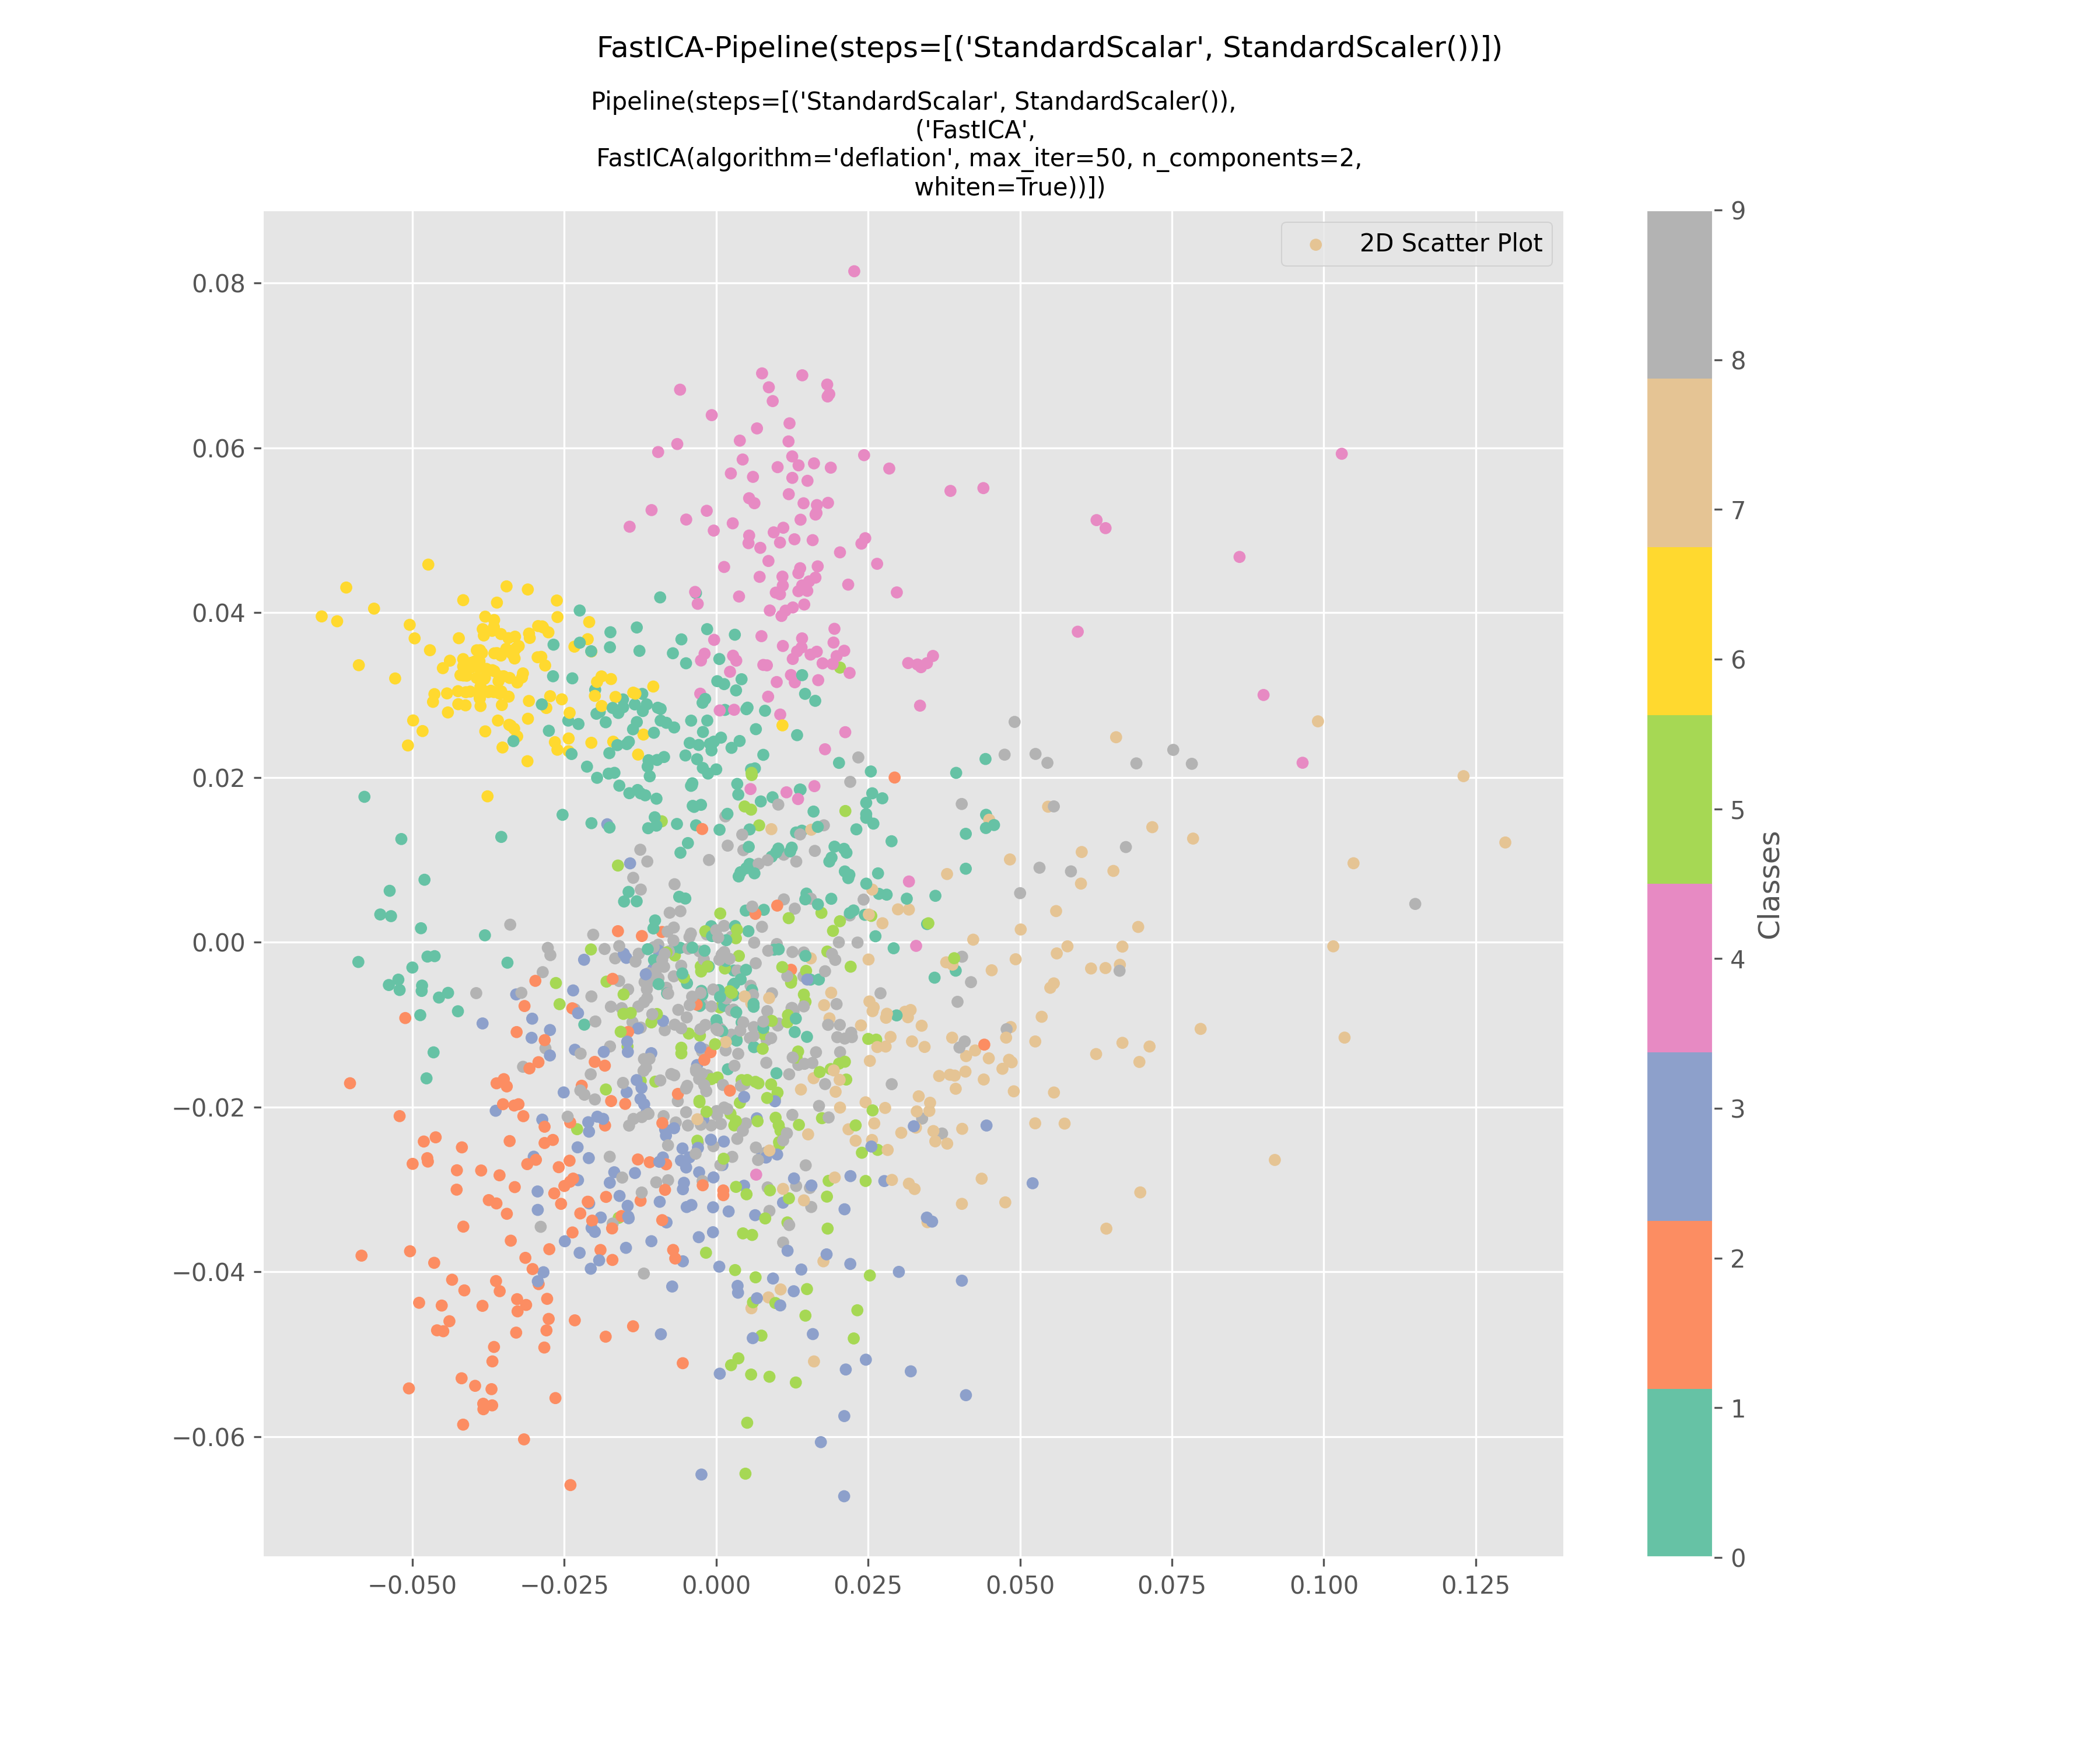 FastICA-Pipeline(steps=[('StandardScalar', StandardScaler())])
Pipeline(steps=[('StandardScalar', StandardScaler()),
('FastICA',
FastICA(algorithm='deflation', max_iter=50, n_components=2,
whiten=True))])
2D Scatter Plot
0.08
0.06
0.04
0.02
0.00
−0.02
−0.04
−0.06
−0.050 −0.025 0.000 0.025 0.050 0.075 0.100 0.125
9
8
7
6
5
4
3
2
1
0
Classes